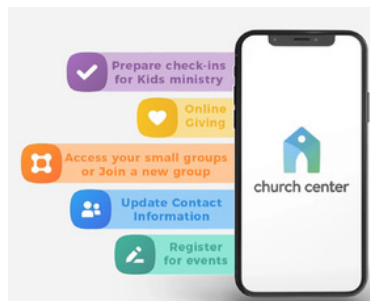 Prepare check-ins
for Kids ministry
Online
Giving
Access your small groups
or Join a new group
Update Contact
Information
Register
for events
church center